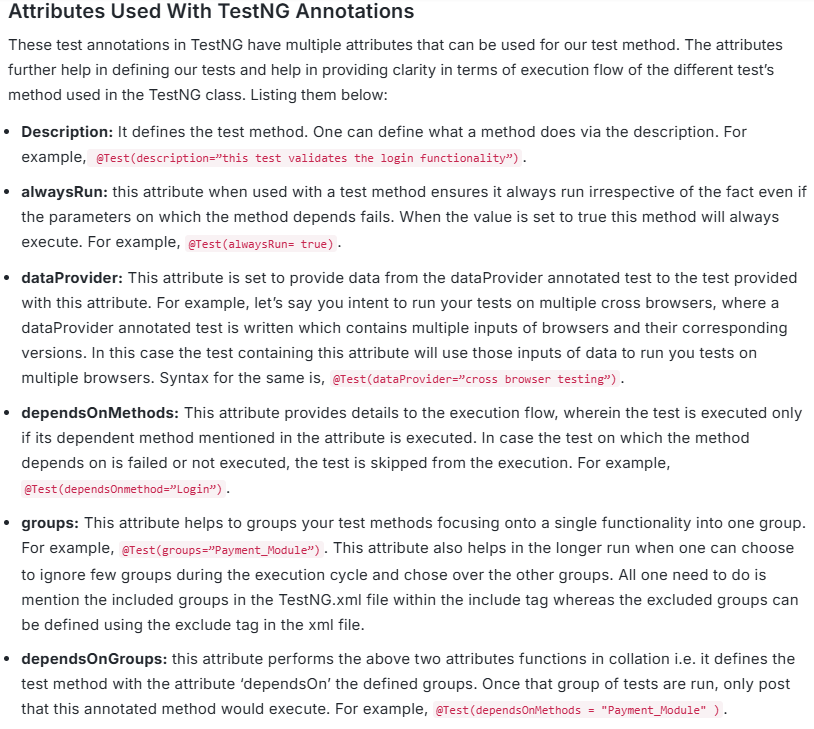 Attributes Used With TestNG Annotations
These test annotations in TestNG have multiple attributes that can be used for our test method. The attributes
further help in defining our tests and help in providing clarity in terms of execution flow of the different test’s
method used in the TestNG class. Listing them below:
• Description: It defines the test method. One can define what a method does via the description. For
example, @Test(description=”this test validates the login functionality”) .
• alwaysRun: this attribute when used with a test method ensures it always run irrespective of the fact even if
the parameters on which the method depends fails. When the value is set to true this method will always
execute. For example, @Test(alwaysRun= true) .
• dataProvider: This attribute is set to provide data from the dataProvider annotated test to the test provided
with this attribute. For example, let’s say you intent to run your tests on multiple cross browsers, where a
dataProvider annotated test is written which contains multiple inputs of browsers and their corresponding
versions. In this case the test containing this attribute will use those inputs of data to run you tests on
multiple browsers. Syntax for the same is, @Test(dataProvider=”cross browser testing”) .
• dependsOnMethods: This attribute provides details to the execution flow, wherein the test is executed only
if its dependent method mentioned in the attribute is executed. In case the test on which the method
depends on is failed or not executed, the test is skipped from the execution. For example,
@Test(dependsOnmethod=”Login”) .
• groups: This attribute helps to groups your test methods focusing onto a single functionality into one group.
For example, @Test(groups=”Payment_Module”) . This attribute also helps in the longer run when one can choose
to ignore few groups during the execution cycle and chose over the other groups. All one need to do is
mention the included groups in the TestNG.xml file within the include tag whereas the excluded groups can
be defined using the exclude tag in the xml file.
• dependsOnGroups: this attribute performs the above two attributes functions in collation i.e. it defines the
test method with the attribute ‘dependsOn’ the defined groups. Once that group of tests are run, only post
that this annotated method would execute. For example, @Test(dependsOnMethods = "Payment_Module" ) .